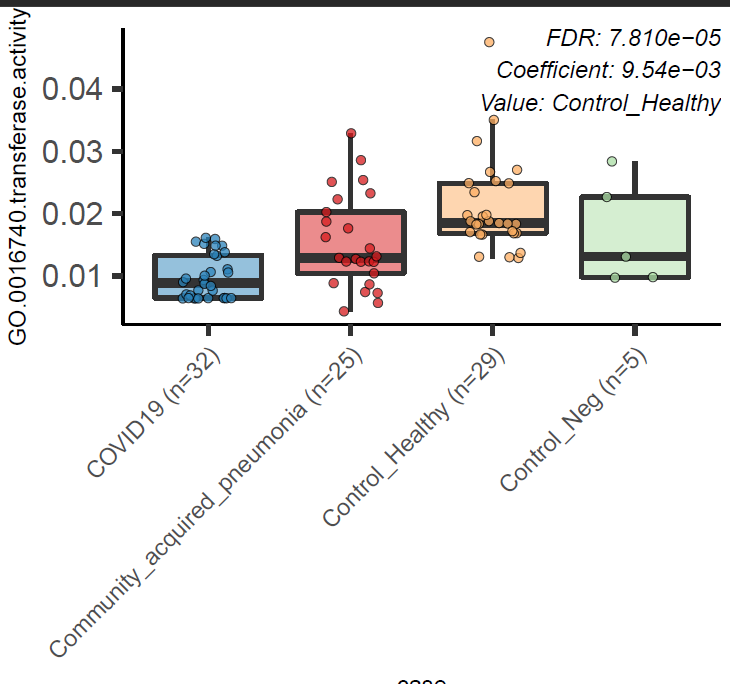 GO.0016740.transferase.activity
FDR: 7.810e−05
Coefficient: 9.54e−03
Value: Control_Healthy
0.04
0.03
0.02
0.01
COVID19 (n=32)
Community_acquired_pneumonia (n=25)
Control_Healthy (n=29)
Control_Neg (n=5)